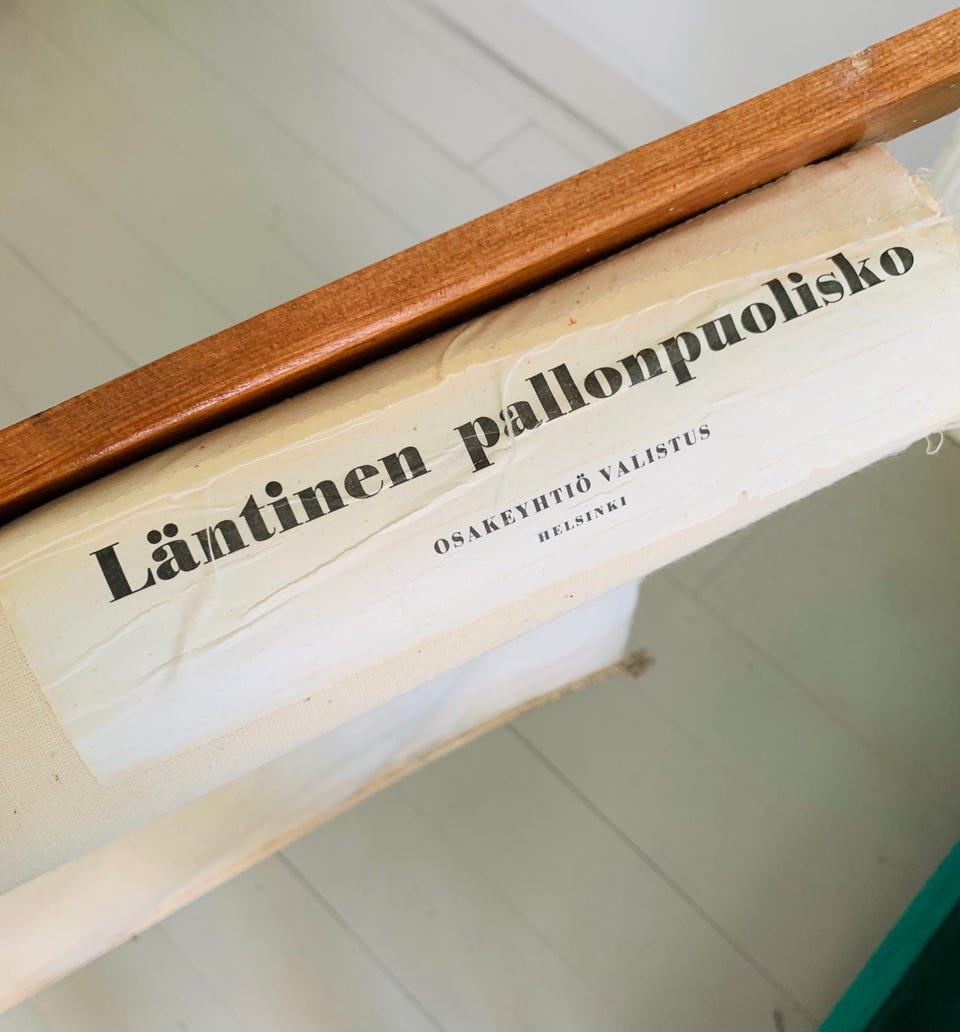 Läntinen pallonpuolisko
OSAKEYHTIÖ VALISTUS
HELSINKI